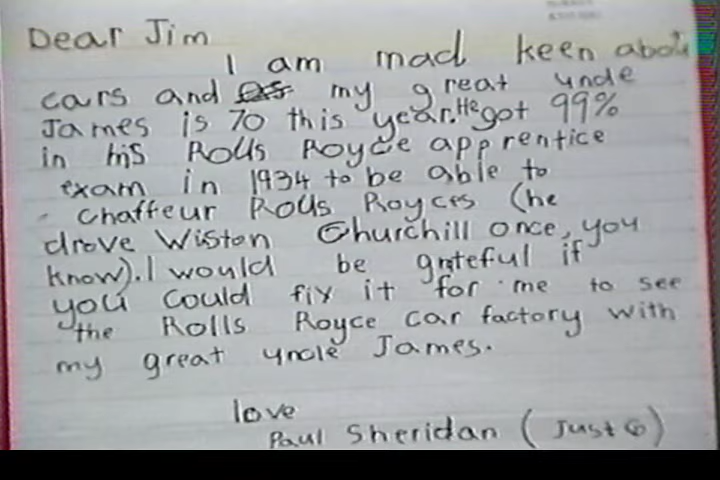 Dear Jim
I am mad keen about
cars and my great uncle
James is 70 this year. He got 99%
in his Rolls Royce apprentice
exam in 1934 to be able to
chaffeur Rolls Royces (he
drove Wiston Churchill once, you
know). I would be grateful if
you could fix it for me to see
the Rolls Royce car factory with
my great uncle James.
love
Paul Sheridan (Just 6)